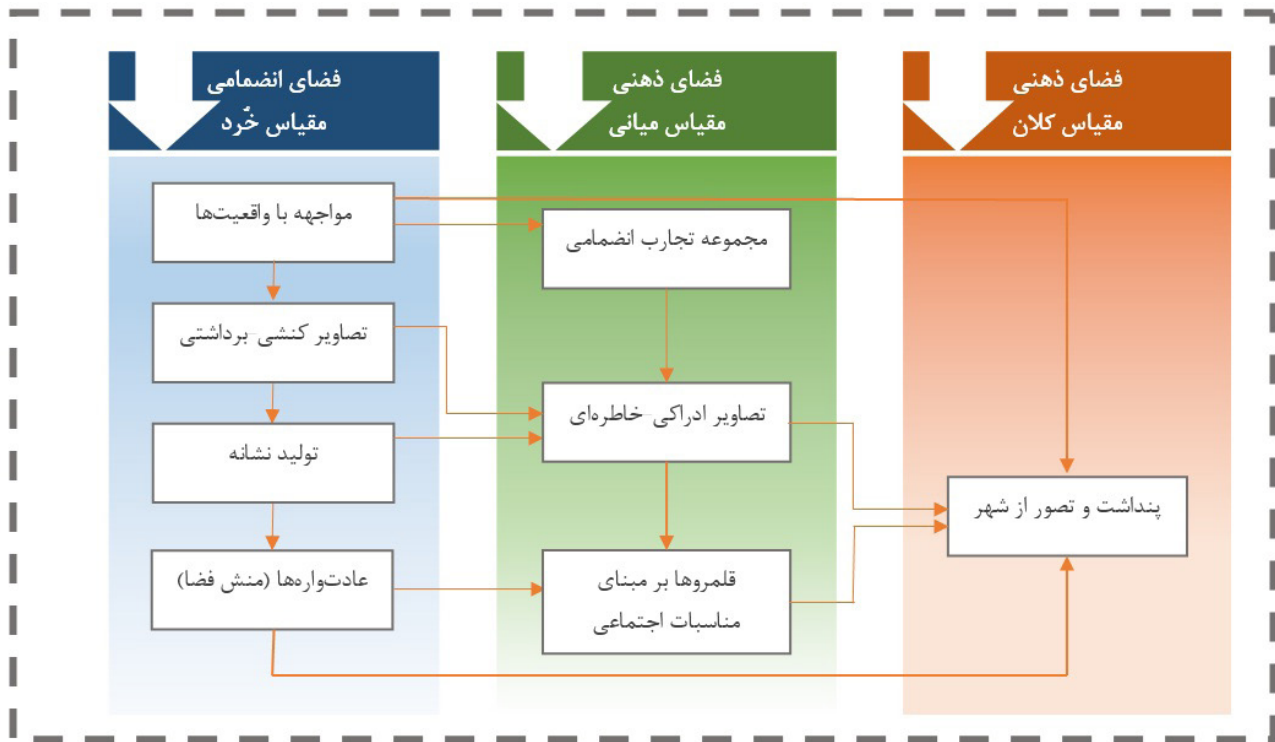 فضای انضمامی
مقیاس خُرد
مواجهه با واقعیت‌ها
تصاویر کنشی-برداشتی
تولید نشانه
عادت‌واره‌ها (منش فضا)
فضای ذهنی
مقیاس میانی
مجموعه تجارب انضمامی
تصاویر ادراکی-خاطره‌ای
قلمروها بر مبنای
مناسبات اجتماعی
فضای ذهنی
مقیاس کلان
پنداشت و تصور از شهر